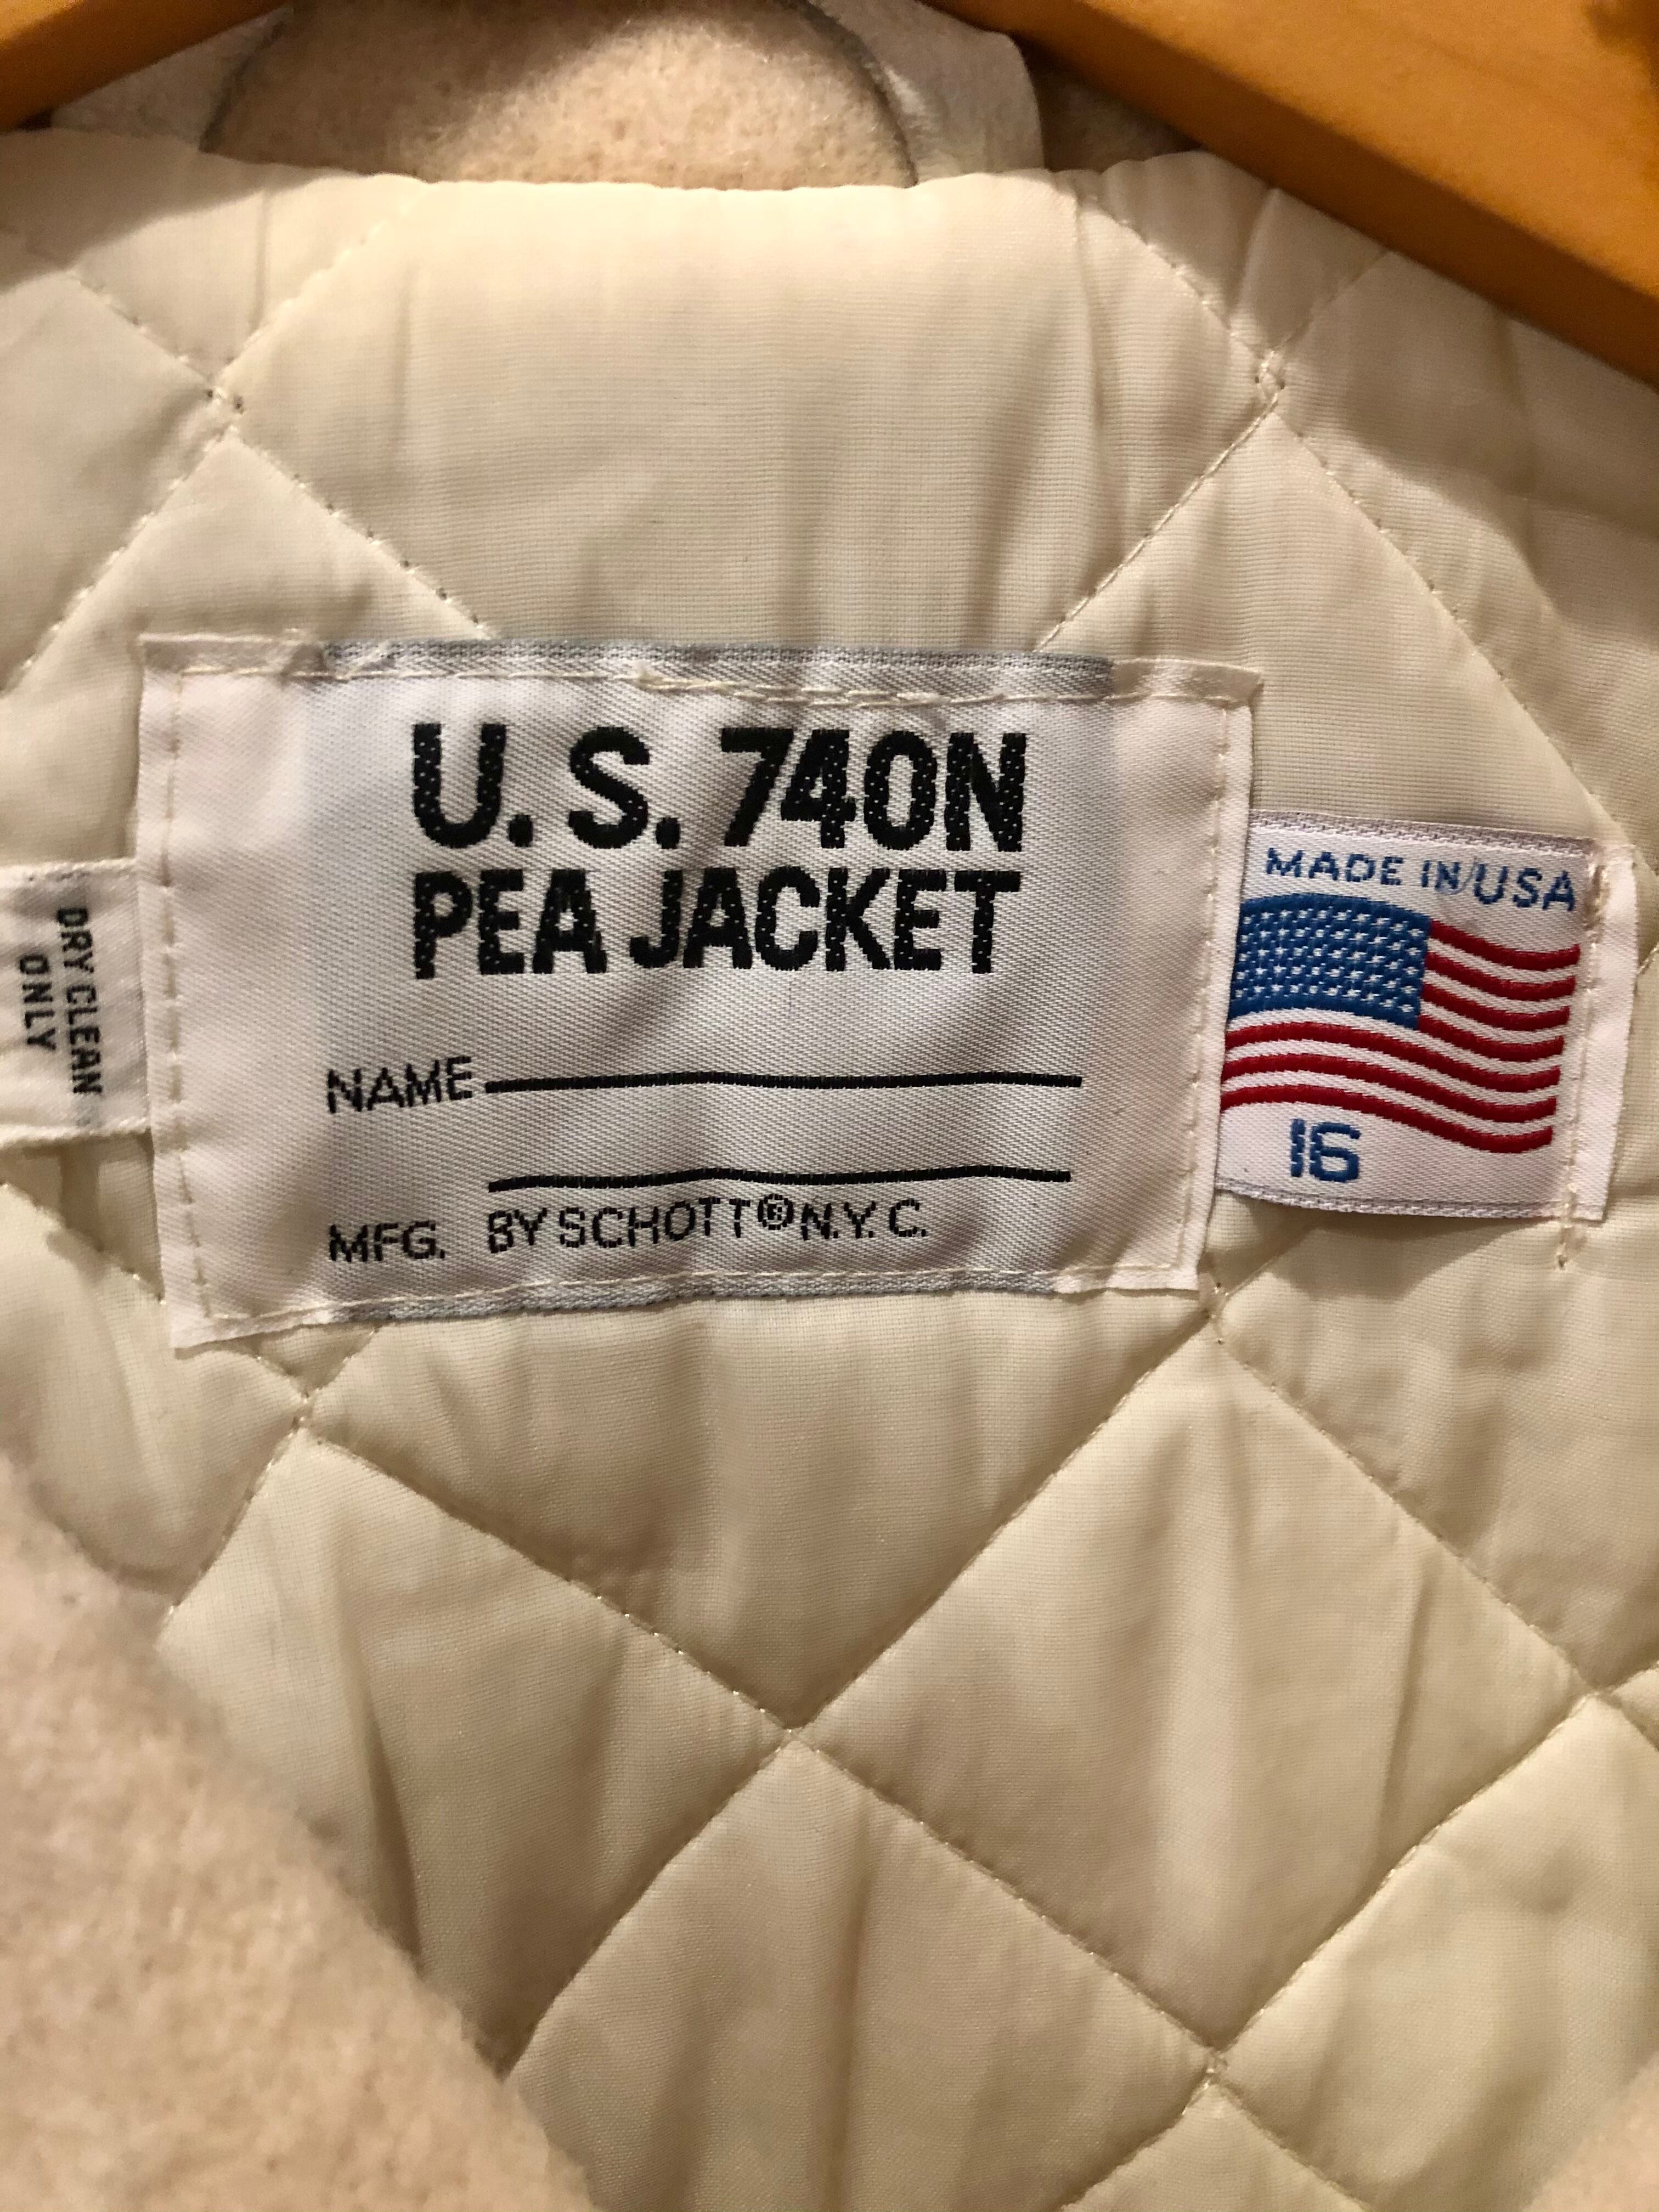 U. S. 740N
PEA JACKET
NAME
MFG. BY SCHOTT® N.Y.C.
MADE IN USA
16
DRY CLEAN
ONLY